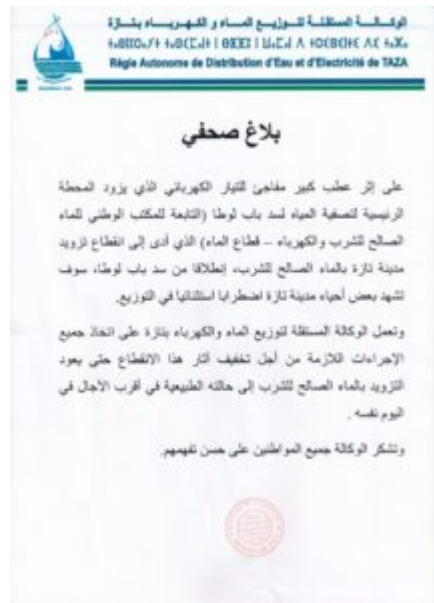 الوكالة المستقلة لتوزيع الماء و الكهرباء بتازة
Régie Autonome de Distribution d'Eau et d'Electricité de TAZA
بلاغ صحفي
على إثر عطب كبير مفاجئ للتيار الكهربائي الذي يزود المحطة
الرئيسية لتصفية المياه لسد باب لوطا (التابعة للمكتب الوطني للماء
الصالح للشرب والكهرباء – قطاع الماء) الذي أدى إلى انقطاع تزويد
مدينة تازة بالماء الصالح للشرب، إنطلاقا من سد باب لوطا، سوف
تشهد بعض أحياء مدينة تازة اضطرابا استثنائيا في التوزيع.
وتعمل الوكالة المستقلة لتوزيع الماء والكهرباء بتازة على اتخاذ جميع
الإجراءات اللازمة من أجل تخفيف آثار هذا الانقطاع حتى يعود
التزويد بالماء الصالح للشرب إلى حالته الطبيعية في أقرب الآجال في
اليوم نفسه .
وتشكر الوكالة جميع المواطنين على حسن تفهمهم.